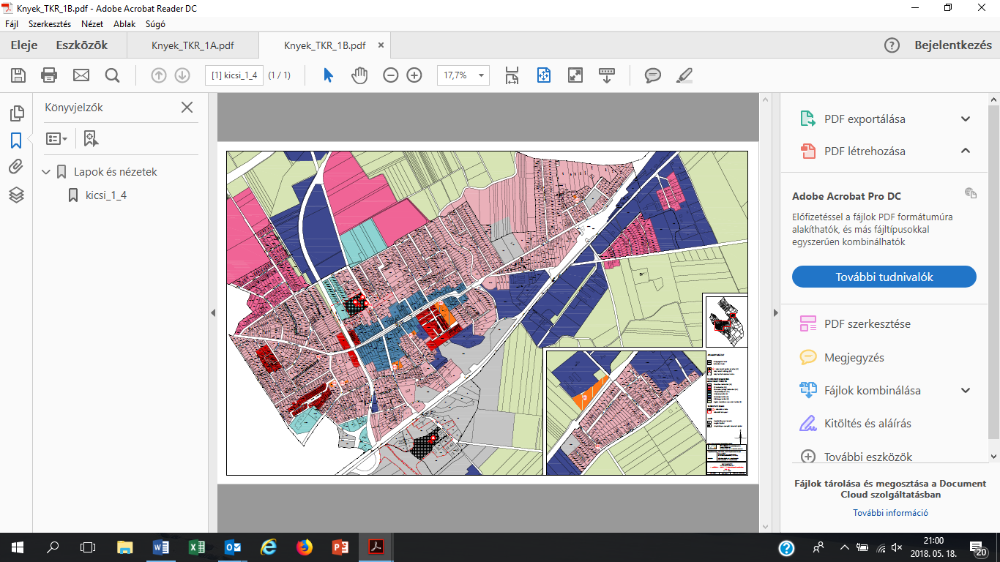 Knyek_TKR_1B.pdf - Adobe Acrobat Reader DC
Fájl Szerkesztés Nézet Ablak Súgó
Eleje Eszközök Knyek_TKR_1A.pdf Knyek_TKR_1B.pdf × ? Bejelentkezés
[1] kicsi_1_4 (1 / 1) 17,7%
Könyvjelzők
Lapok és nézetek
kicsi_1_4
PDF exportálása
PDF létrehozása
Adobe Acrobat Pro DC
Előfizetéssel a fájlok PDF formátumúra
alakíthatók, és más fájltípusokkal
egyszerűen kombinálhatók
További tudnivalók
PDF szerkesztése
Megjegyzés
Fájlok kombinálása
Kitöltés és aláírás
További eszközök
Fájlok tárolása és megosztása a Document
Cloud szolgáltatásban
További információ
21:00
2018. 05. 18.
20